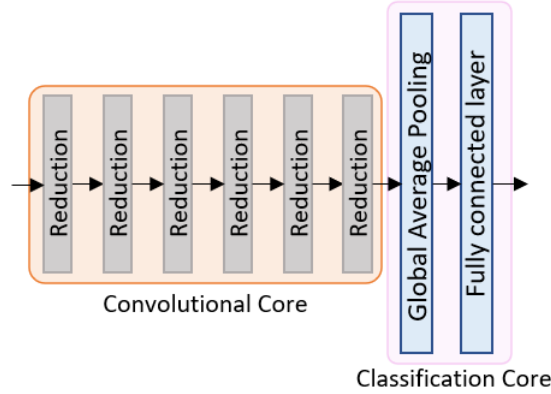 Reduction
Reduction
Reduction
Reduction
Reduction
Reduction
Global Average Pooling
Fully connected layer
Convolutional Core
Classification Core